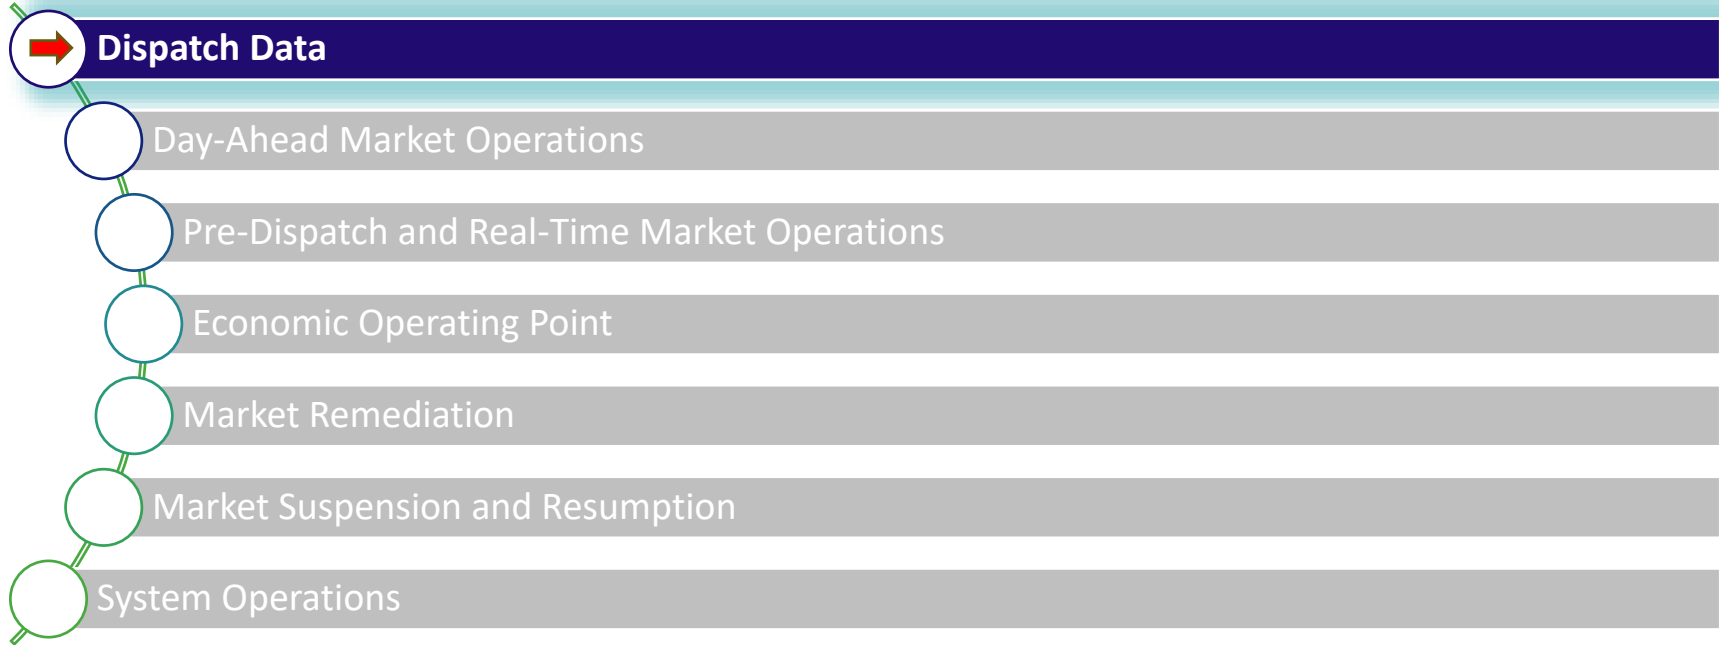 Dispatch Data
Day-Ahead Market Operations
Pre-Dispatch and Real-Time Market Operations
Economic Operating Point
Market Remediation
Market Suspension and Resumption
System Operations